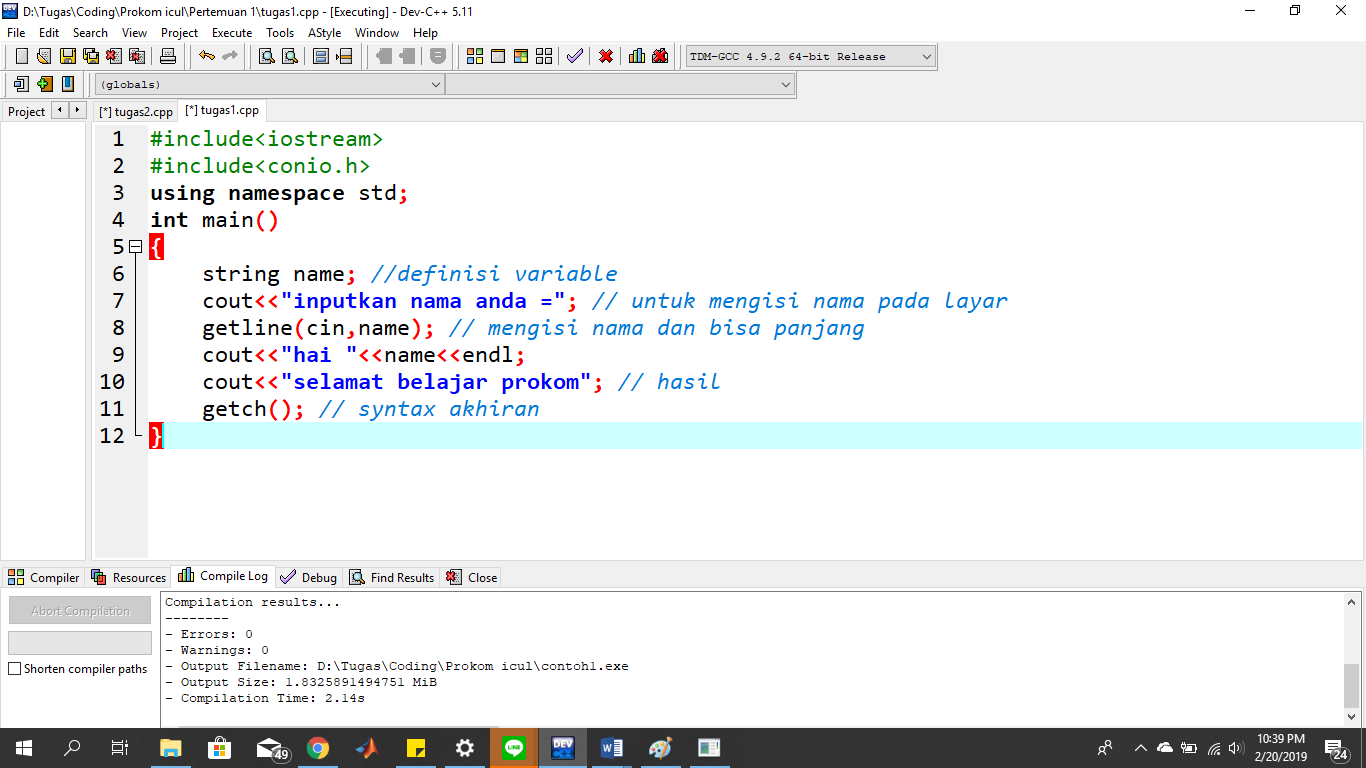 D:\Tugas\Coding\Prokom icul\Pertemuan 1\tugas1.cpp - [Executing] - Dev-C++ 5.11
File Edit Search View Project Execute Tools AStyle Window Help
TDM-GCC 4.9.2 64-bit Release
(globals)
Project [*] tugas2.cpp [*] tugas1.cpp
1 #include<iostream>
2 #include<conio.h>
3 using namespace std;
4 int main()
5 {
6 string name; //definisi variable
7 cout<<"inputkan nama anda ="; // untuk mengisi nama pada layar
8 getline(cin,name); // mengisi nama dan bisa panjang
9 cout<<"hai "<<name<<endl;
10 cout<<"selamat belajar prokom"; // hasil
11 getch(); // syntax akhiran
12 }
Compiler Resources Compile Log Debug Find Results Close
Abort Compilation
Shorten compiler paths
Compilation results...
--------
- Errors: 0
- Warnings: 0
- Output Filename: D:\Tugas\Coding\Prokom icul\contoh1.exe
- Output Size: 1.8325891494751 MiB
- Compilation Time: 2.14s
49
LINE
DEV
10:39 PM
2/20/2019
24